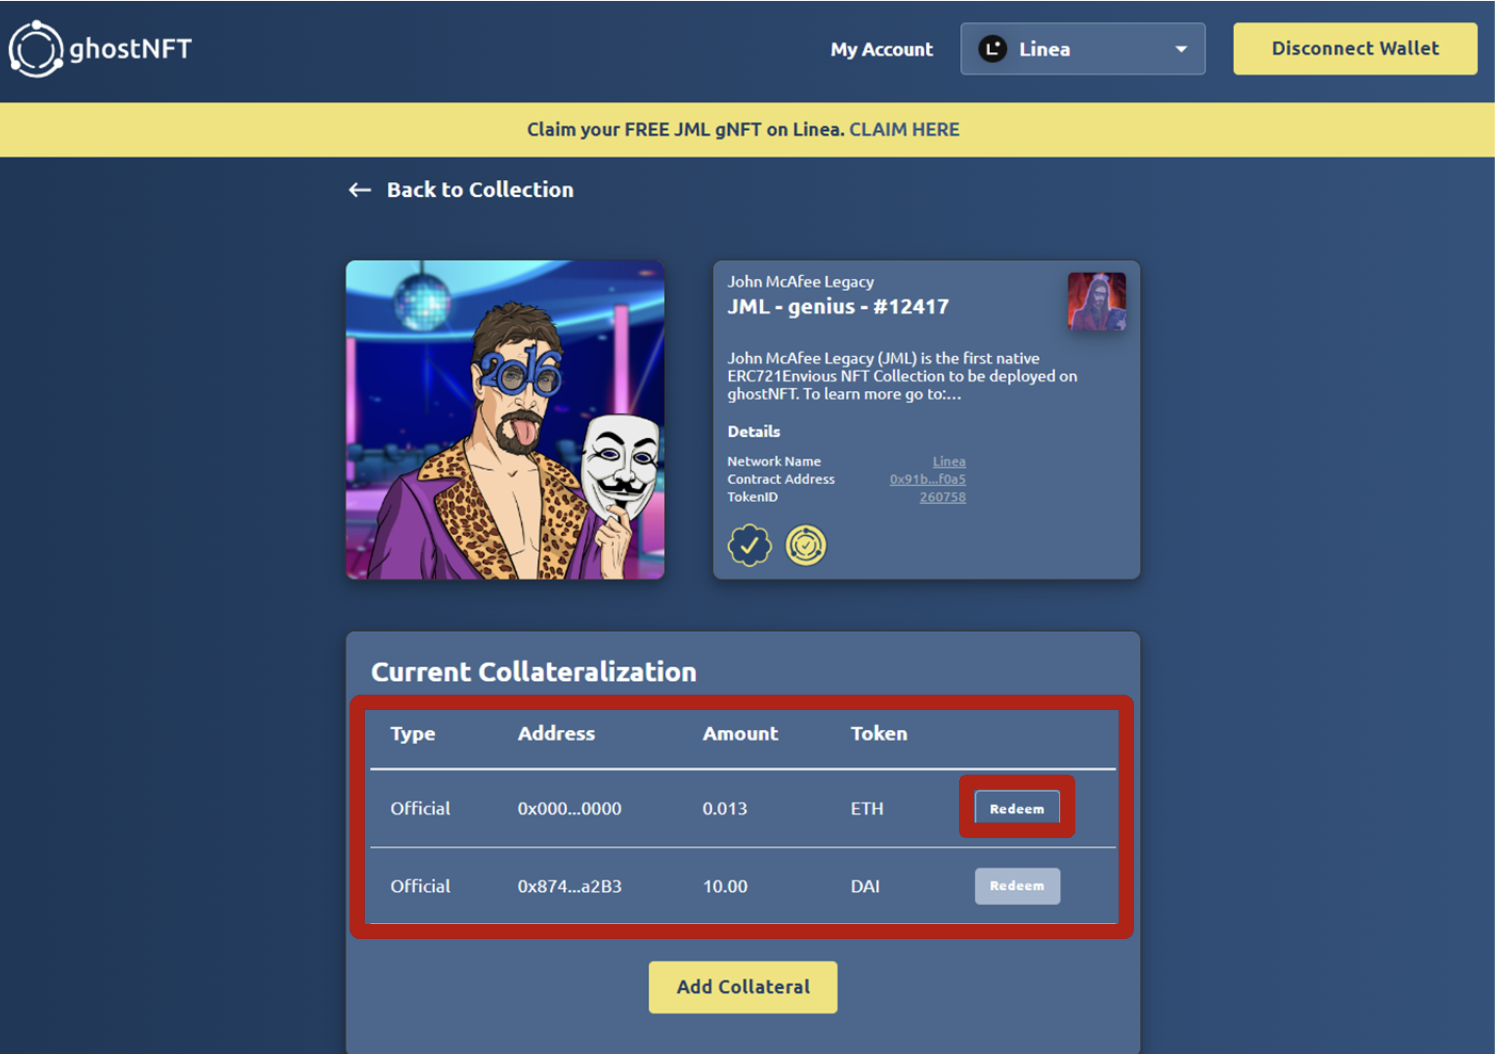 ghostNFT
My Account
Linea
Disconnect Wallet
Claim your FREE JML gNFT on Linea. CLAIM HERE
← Back to Collection
2016
John McAfee Legacy
JML - genius - #12417
John McAfee Legacy (JML) is the first native
ERC721Envious NFT Collection to be deployed on
ghostNFT. To learn more go to:...
Details
Network Name Linea
Contract Address 0x91b...f0a5
TokenID 260758
Current Collateralization
Type Address Amount Token
Official 0x000...0000 0.013 ETH Redeem
Official 0x874...a2B3 10.00 DAI Redeem
Add Collateral